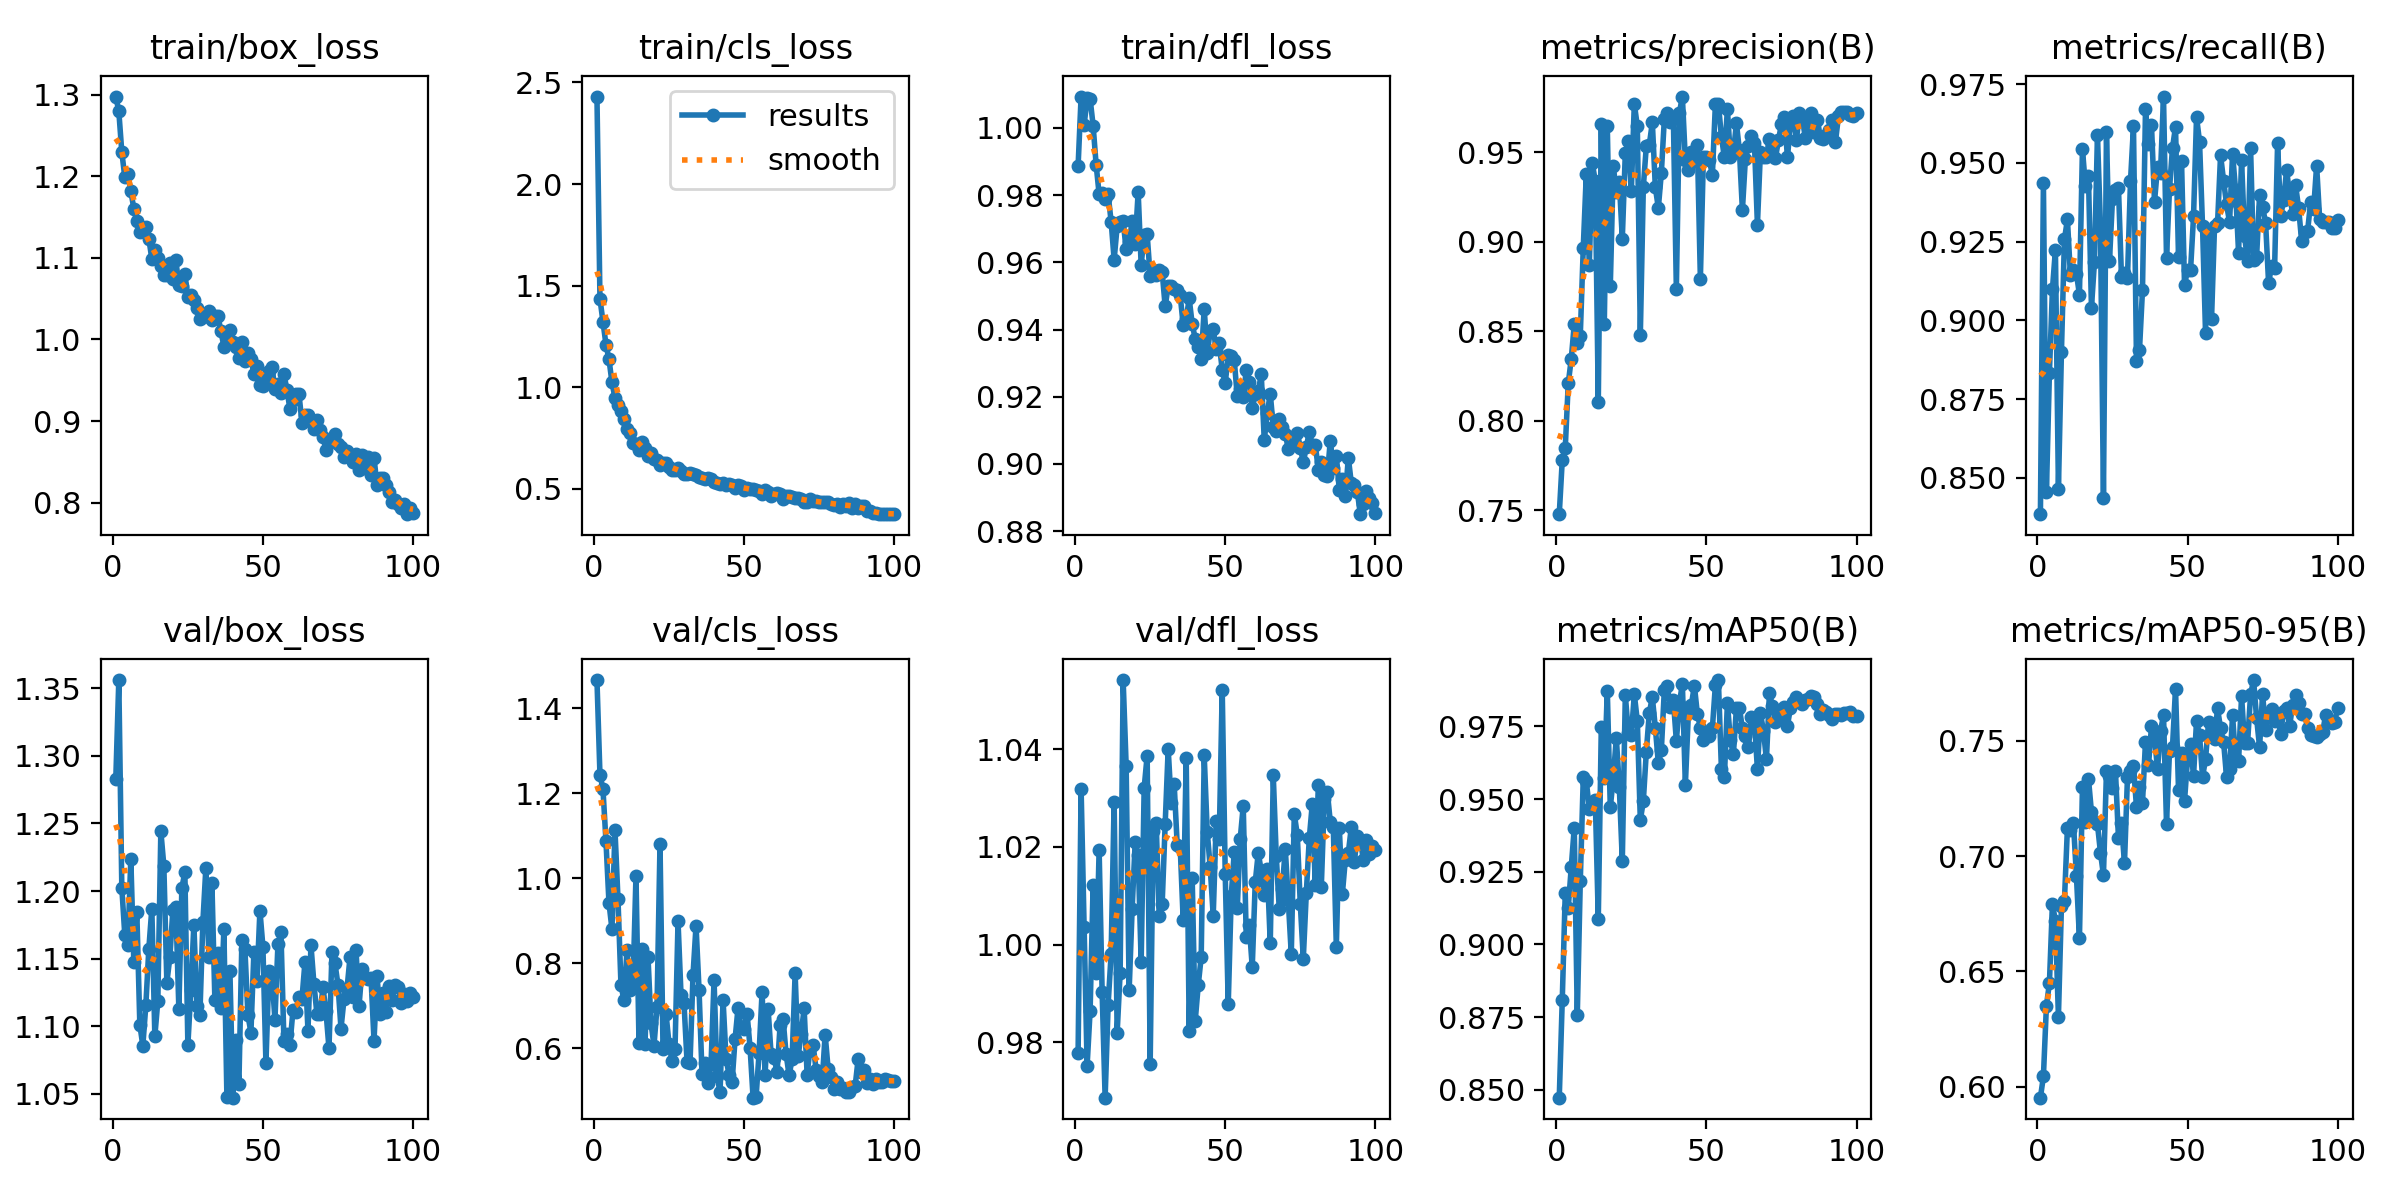 train/box_loss
1.3
1.2
1.1
1.0
0.9
0.8
0 50 100
train/cls_loss
results
smooth
2.5
2.0
1.5
1.0
0.5
0 50 100
train/dfl_loss
1.00
0.98
0.96
0.94
0.92
0.90
0.88
0 50 100
metrics/precision(B)
0.95
0.90
0.85
0.80
0.75
0 50 100
metrics/recall(B)
0.975
0.950
0.925
0.900
0.875
0.850
0 50 100
val/box_loss
1.35
1.30
1.25
1.20
1.15
1.10
1.05
0 50 100
val/cls_loss
1.4
1.2
1.0
0.8
0.6
0 50 100
val/dfl_loss
1.04
1.02
1.00
0.98
0 50 100
metrics/mAP50(B)
0.975
0.950
0.925
0.900
0.875
0.850
0 50 100
metrics/mAP50-95(B)
0.75
0.70
0.65
0.60
0 50 100